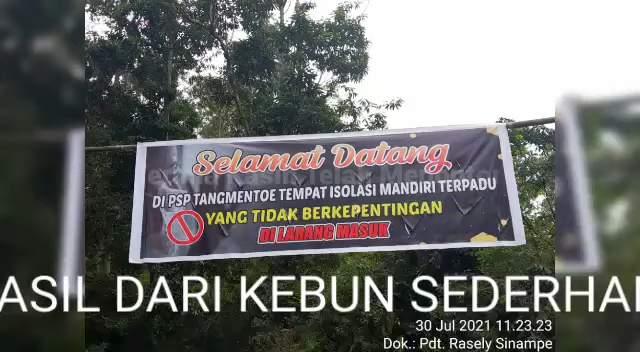 Selamat Datang
DI PSP TANGMENTOE TEMPAT ISOLASI MANDIRI TERPADU
YANG TIDAK BERKEPENTINGAN
DI LARANG MASUK
ASIL DARI KEBUN SEDERHA
30 Jul 2021 11.23.23
Dok.: Pdt. Rasely Sinampe